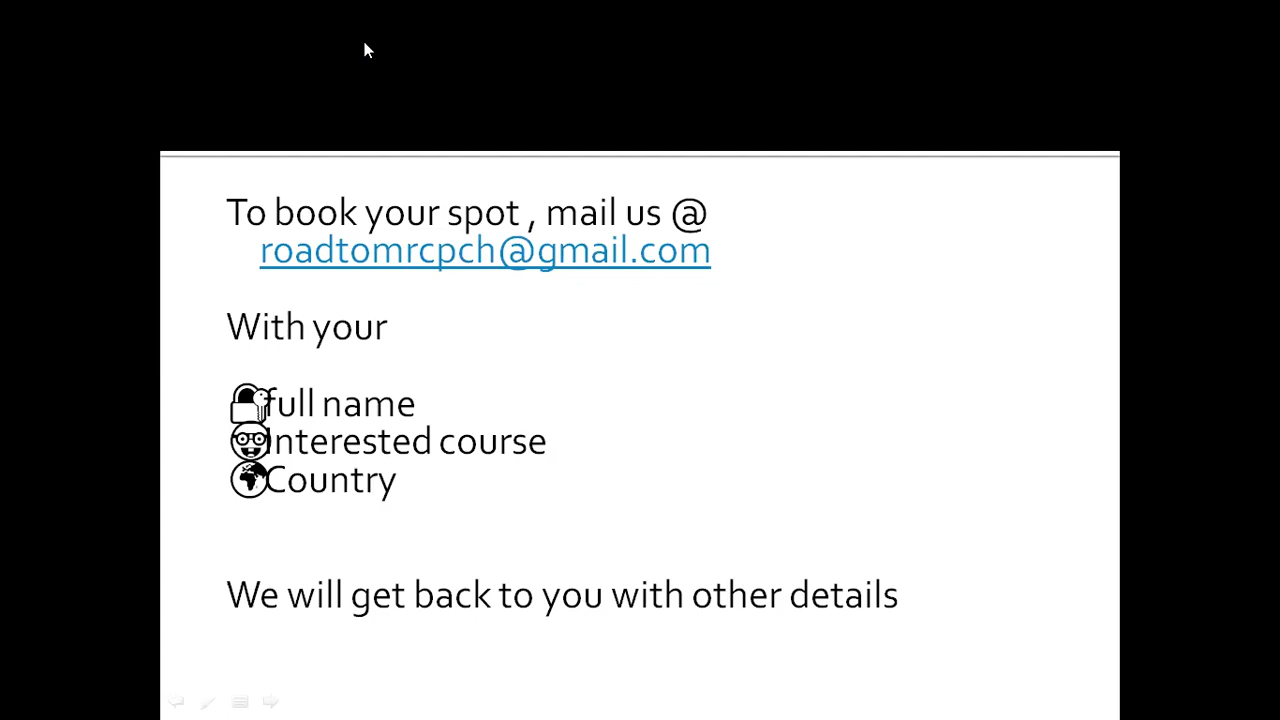 To book your spot , mail us @
roadtomrcpch@gmail.com
With your
full name
Interested course
Country
We will get back to you with other details